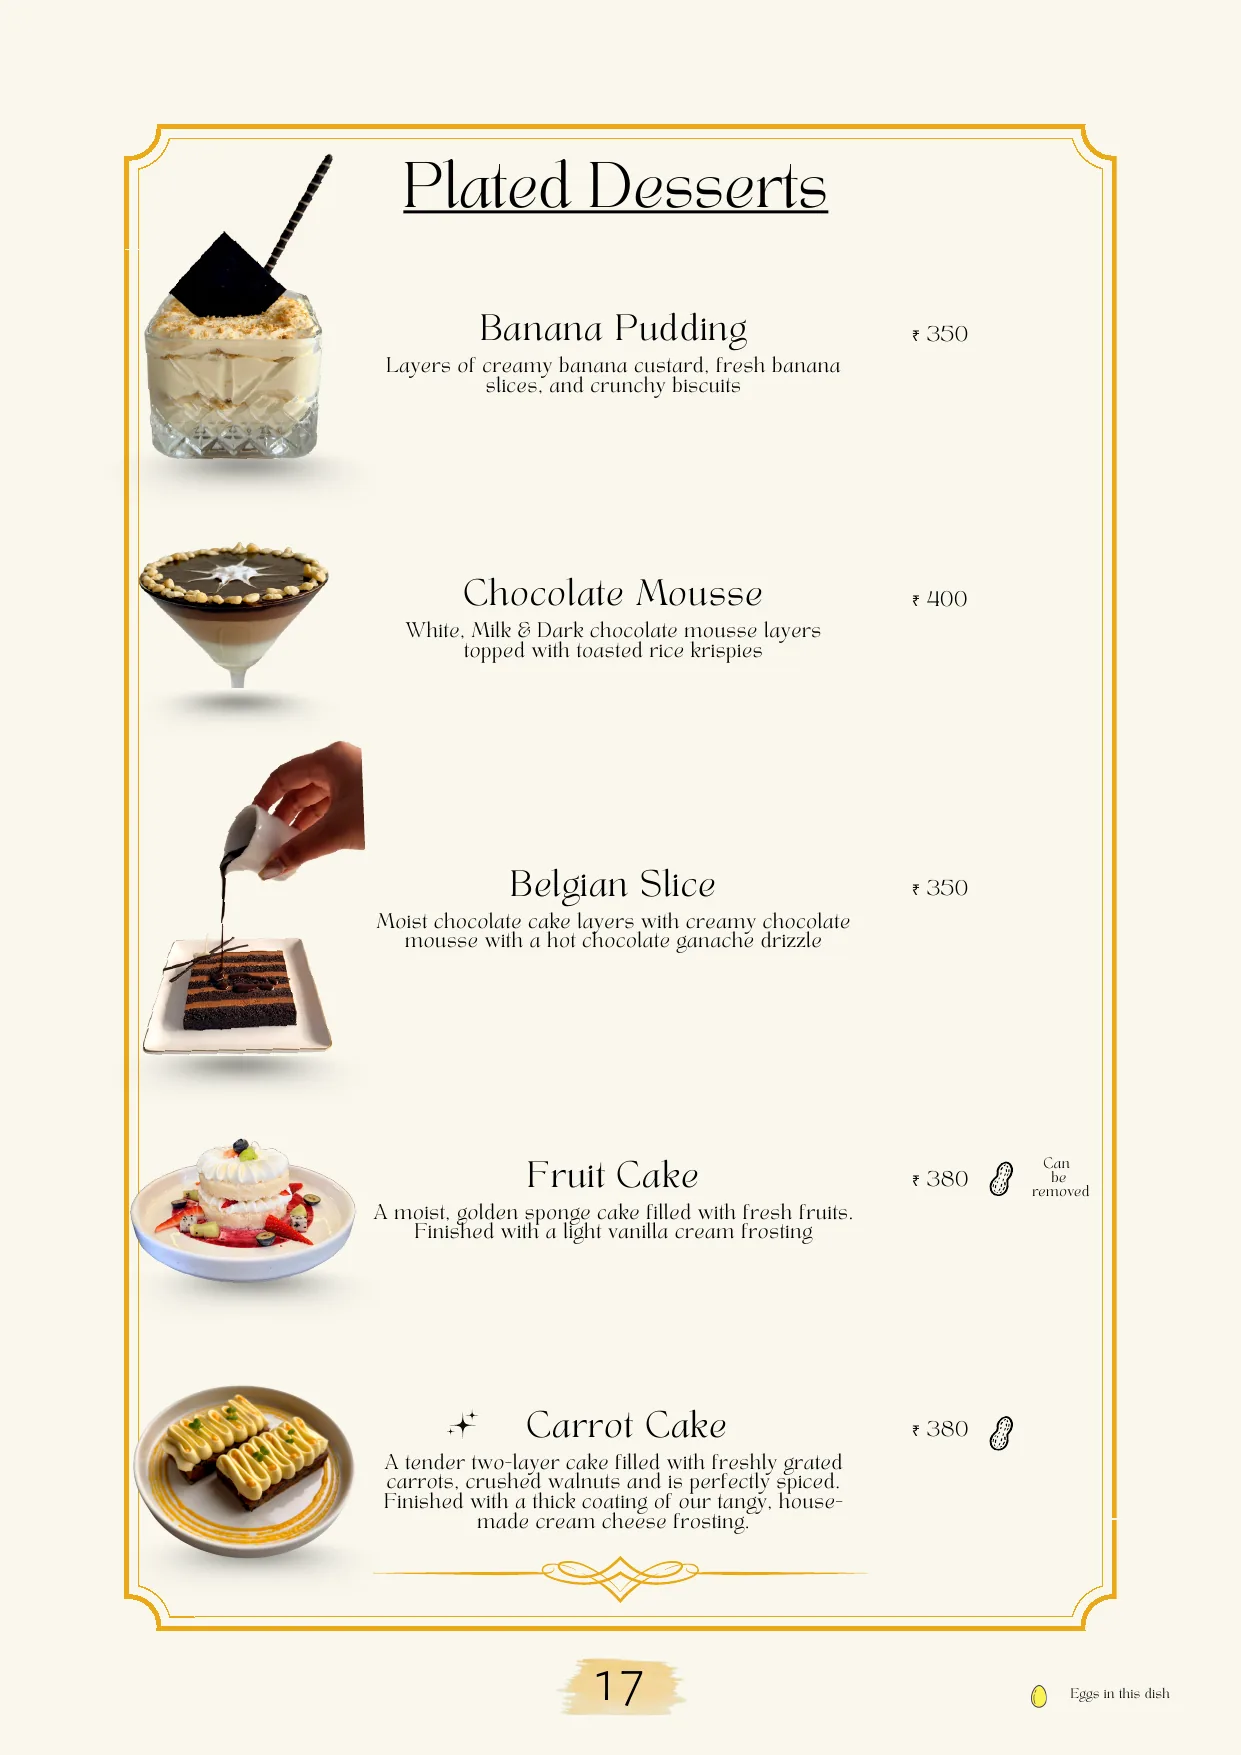 Plated Desserts
Banana Pudding
₹ 350
Layers of creamy banana custard, fresh banana
slices, and crunchy biscuits
Chocolate Mousse
₹ 400
White, Milk & Dark chocolate mousse layers
topped with toasted rice krispies
Belgian Slice
₹ 350
Moist chocolate cake layers with creamy chocolate
mousse with a hot chocolate ganache drizzle
Fruit Cake
₹ 380
Can
be
removed
A moist, golden sponge cake filled with fresh fruits.
Finished with a light vanilla cream frosting
Carrot Cake
₹ 380
A tender two-layer cake filled with freshly grated
carrots, crushed walnuts and is perfectly spiced.
Finished with a thick coating of our tangy, house-
made cream cheese frosting.
17
Eggs in this dish